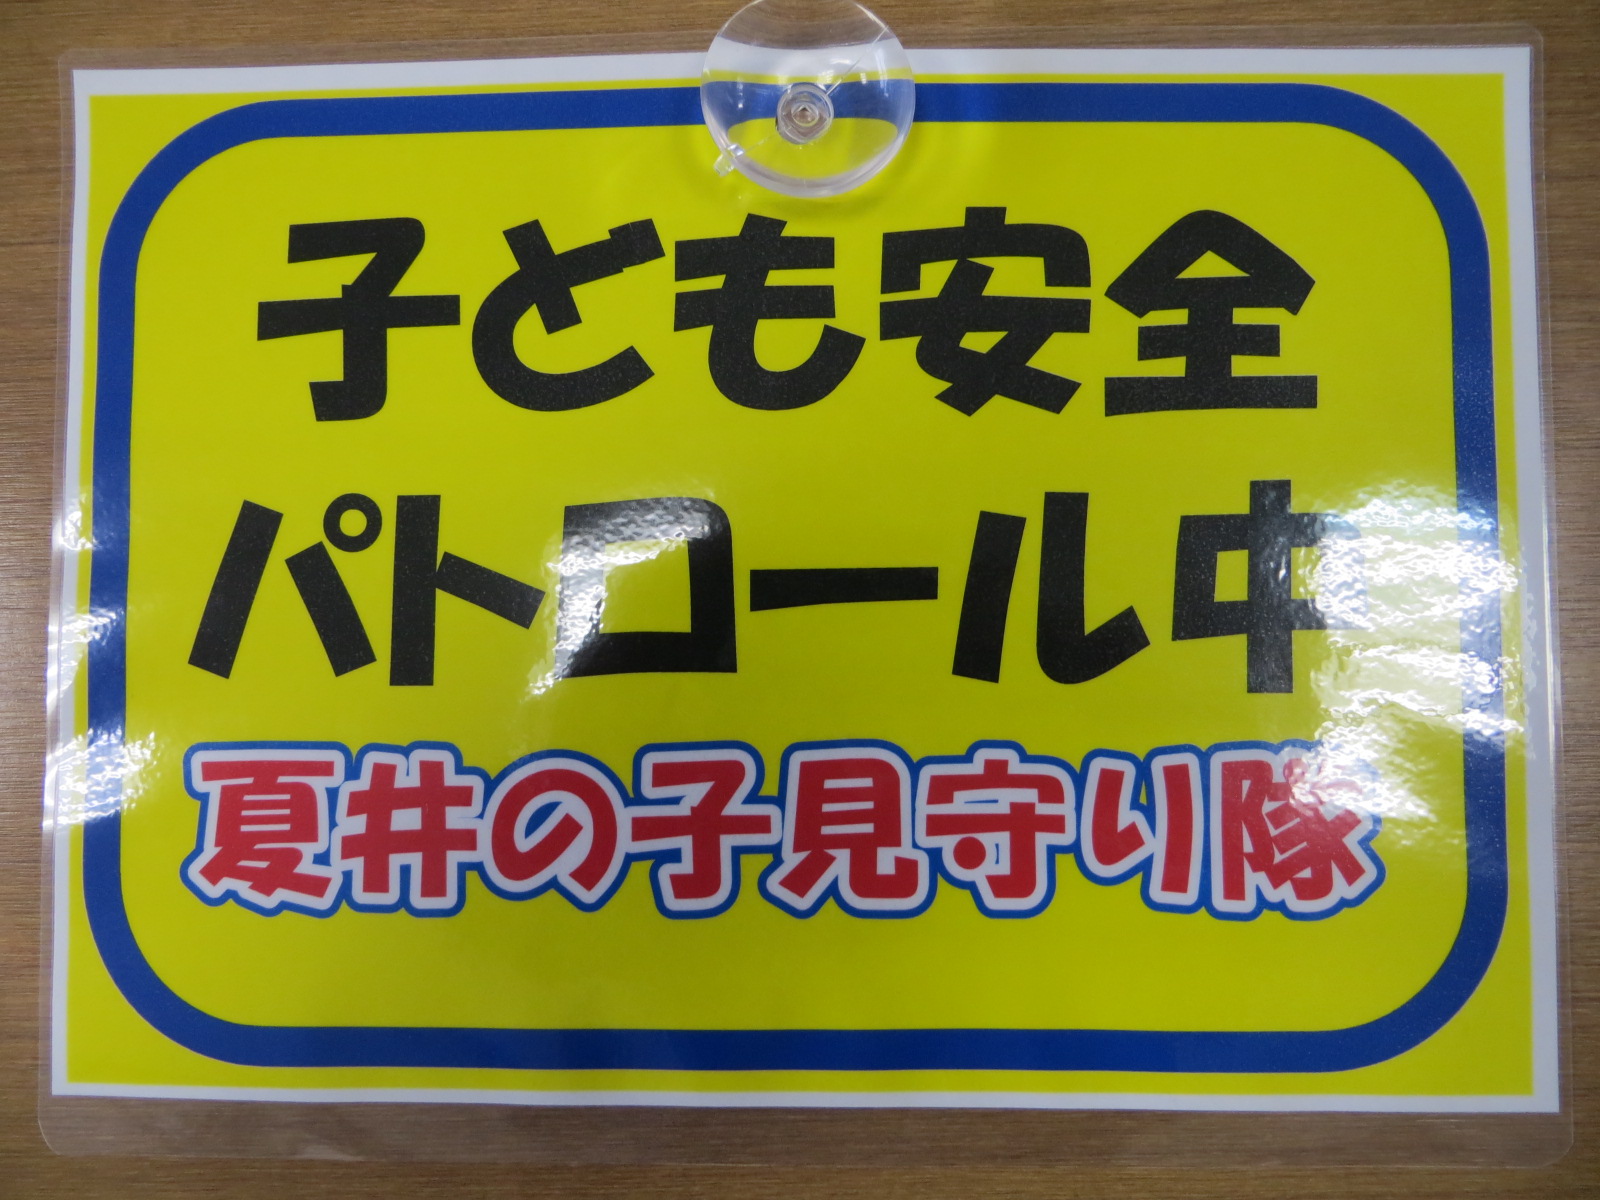 子ども安全
パトロール中
夏井の子見守り隊